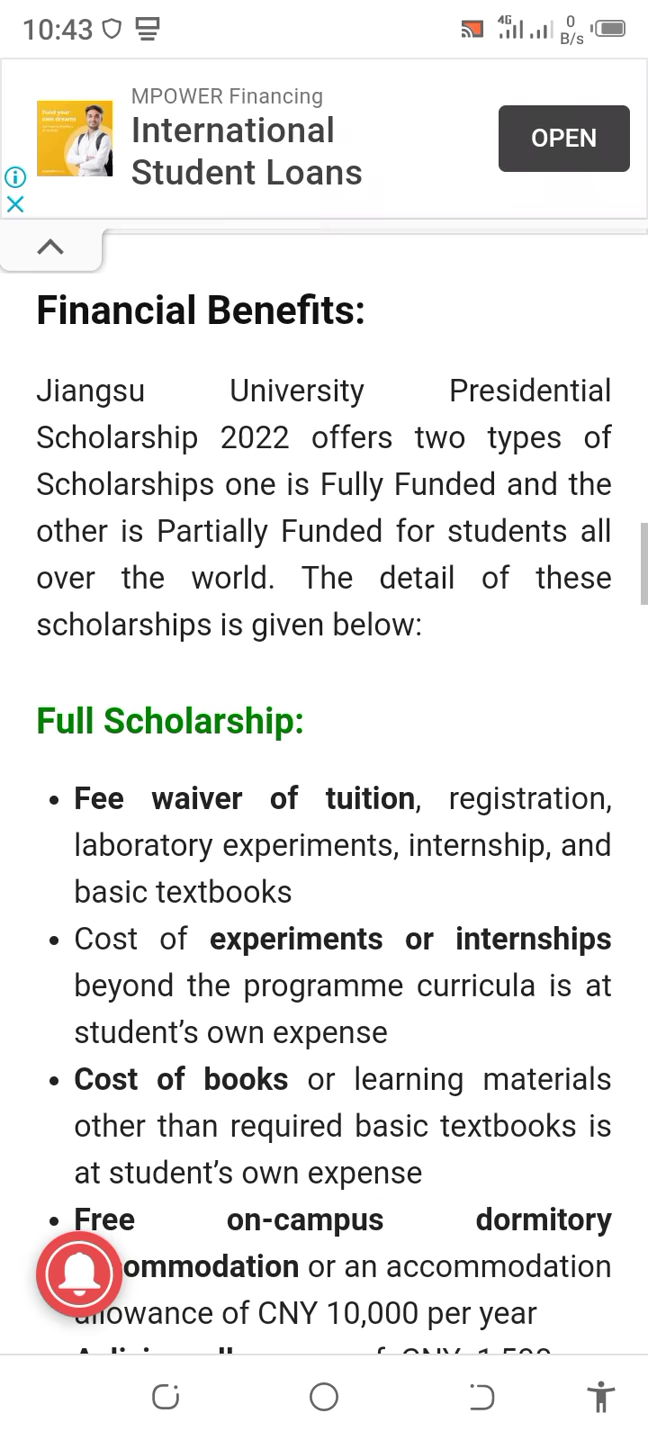 10:43
4G
0
B/s
MPOWER Financing
International
Student Loans
OPEN
Financial Benefits:
Jiangsu University Presidential
Scholarship 2022 offers two types of
Scholarships one is Fully Funded and the
other is Partially Funded for students all
over the world. The detail of these
scholarships is given below:
Full Scholarship:
• Fee waiver of tuition, registration,
laboratory experiments, internship, and
basic textbooks
• Cost of experiments or internships
beyond the programme curricula is at
student’s own expense
• Cost of books or learning materials
other than required basic textbooks is
at student’s own expense
• Free on-campus dormitory
ommodation or an accommodation
allowance of CNY 10,000 per year